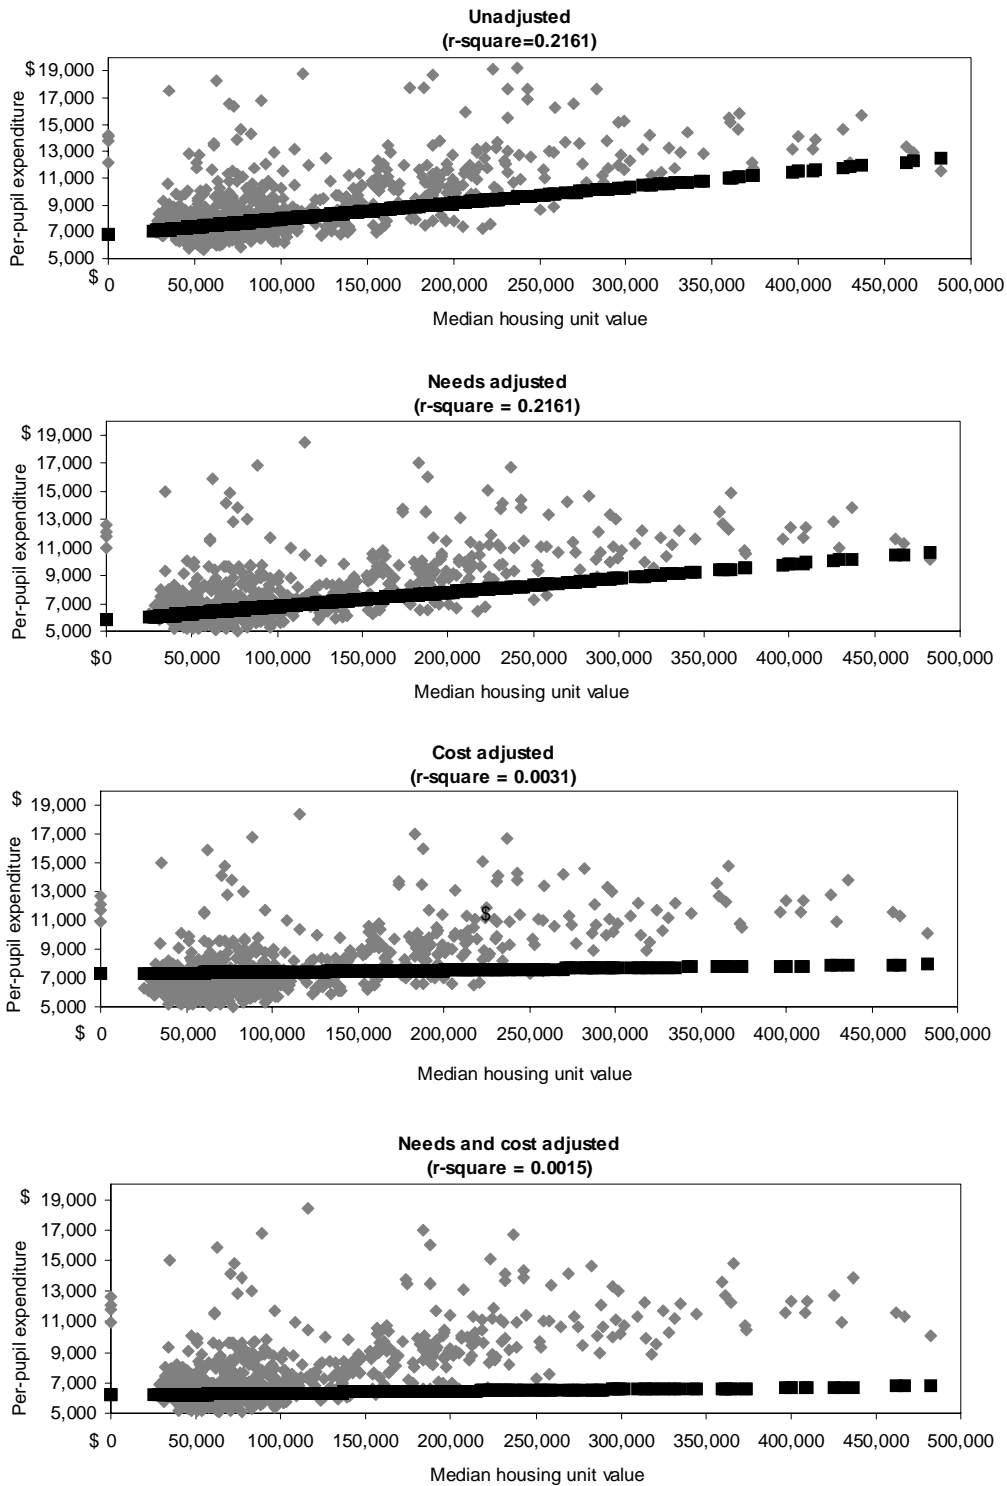 Unadjusted
(r-square=0.2161)
$ 19,000
17,000
15,000
13,000
11,000
9,000
7,000
5,000
Per-pupil expenditure
$ 0 50,000 100,000 150,000 200,000 250,000 300,000 350,000 400,000 450,000 500,000
Median housing unit value
Needs adjusted
(r-square = 0.2161)
$ 19,000
17,000
15,000
13,000
11,000
9,000
7,000
5,000
Per-pupil expenditure
$0 50,000 100,000 150,000 200,000 250,000 300,000 350,000 400,000 450,000 500,000
Median housing unit value
Cost adjusted
(r-square = 0.0031)
$ 19,000
17,000
15,000
13,000
$
11,000
9,000
7,000
5,000
Per-pupil expenditure
$ 0 50,000 100,000 150,000 200,000 250,000 300,000 350,000 400,000 450,000 500,000
Median housing unit value
Needs and cost adjusted
(r-square = 0.0015)
$ 19,000
17,000
15,000
13,000
11,000
9,000
7,000
5,000
Per-pupil expenditure
$ 0 50,000 100,000 150,000 200,000 250,000 300,000 350,000 400,000 450,000 500,000
Median housing unit value